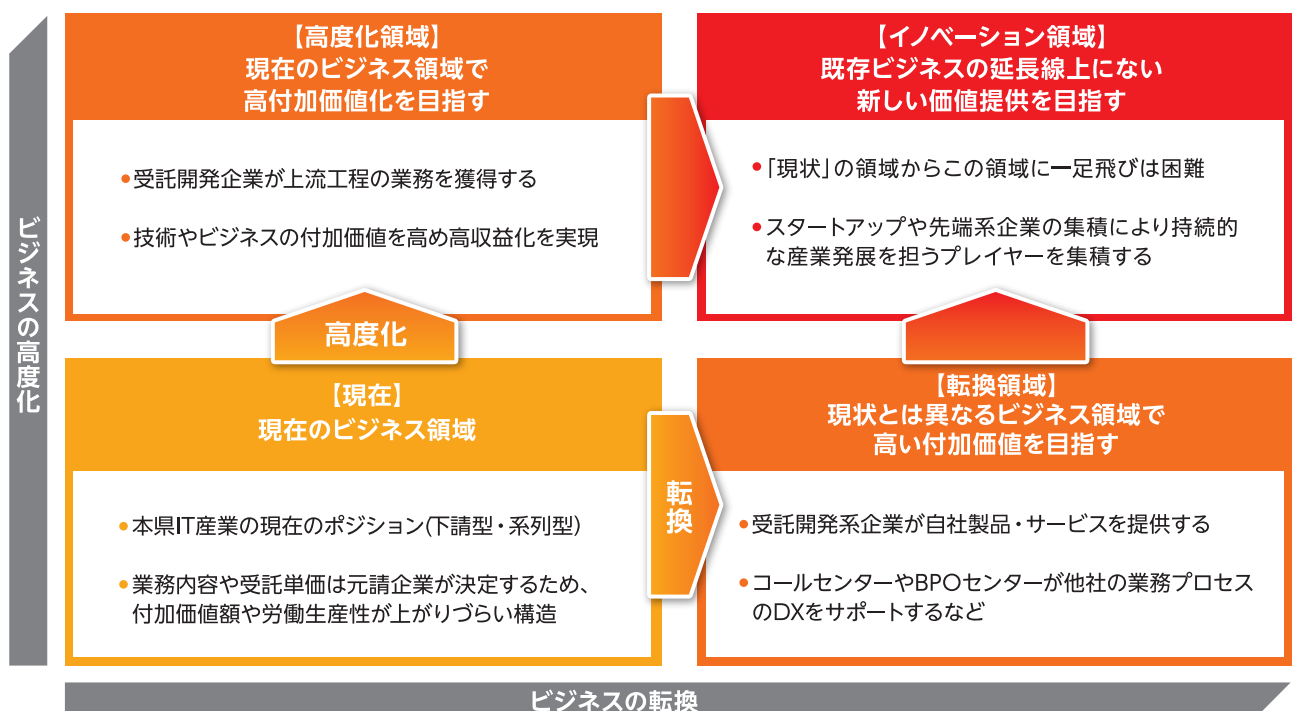 ビジネスの高度化
【高度化領域】
現在のビジネス領域で
高付加価値化を目指す
•受託開発企業が上流工程の業務を獲得する
•技術やビジネスの付加価値を高め高収益化を実現
【イノベーション領域】
既存ビジネスの延長線上にない
新しい価値提供を目指す
•「現状」の領域からこの領域に一足飛びは困難
•スタートアップや先端系企業の集積により持続的
な産業発展を担うプレイヤーを集積する
高度化
【現在】
現在のビジネス領域
•本県IT産業の現在のポジション(下請型・系列型)
•業務内容や受託単価は元請企業が決定するため、
付加価値額や労働生産性が上がりづらい構造
転換
【転換領域】
現状とは異なるビジネス領域で
高い付加価値を目指す
•受託開発系企業が自社製品・サービスを提供する
•コールセンターやBPOセンターが他社の業務プロセス
のDXをサポートするなど
ビジネスの転換